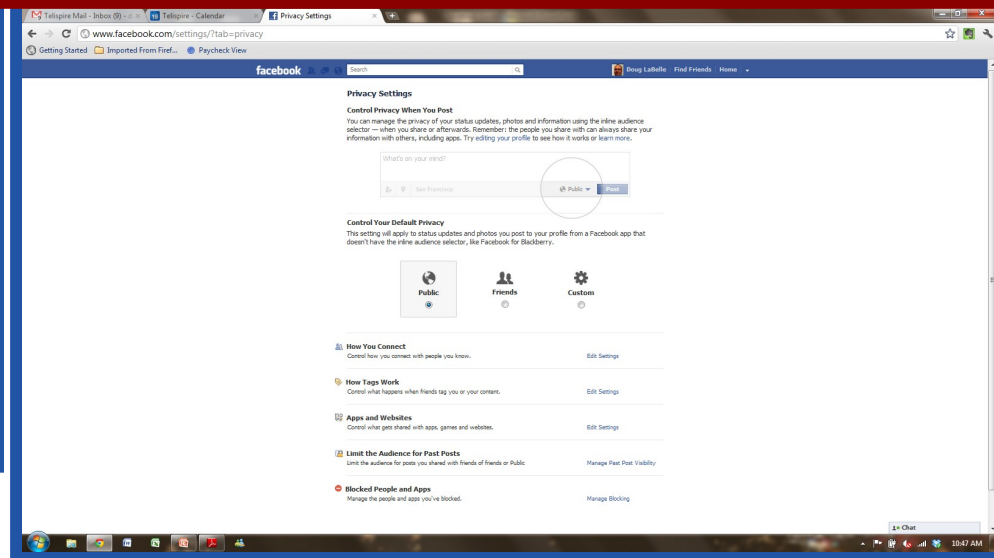 Telispire Mail - Inbox (9) -
Telispire - Calendar
Privacy Settings
www.facebook.com/settings/?tab=privacy
Getting Started
Imported From Firef...
Paycheck View
facebook
Search
Doug LaBelle
Find Friends
Home
Privacy Settings
Control Privacy When You Post
You can manage the privacy of your status updates, photos and information using the inline audience
selector — when you share or afterwards. Remember: the people you share with can always share your
information with others, including apps. Try editing your profile to see how it works or learn more.
What's on your mind?
San Francisco
Public
Post
Control Your Default Privacy
This setting will apply to status updates and photos you post to your profile from a Facebook app that
doesn't have the inline audience selector, like Facebook for Blackberry.
Public
Friends
Custom
How You Connect
Control how you connect with people you know.
Edit Settings
How Tags Work
Control what happens when friends tag you or your content.
Edit Settings
Apps and Websites
Control what gets shared with apps, games and websites.
Edit Settings
Limit the Audience for Past Posts
Limit the audience for posts you shared with friends of friends or Public
Manage Past Post Visibility
Blocked People and Apps
Manage the people and apps you've blocked.
Manage Blocking
Chat
10:47 AM